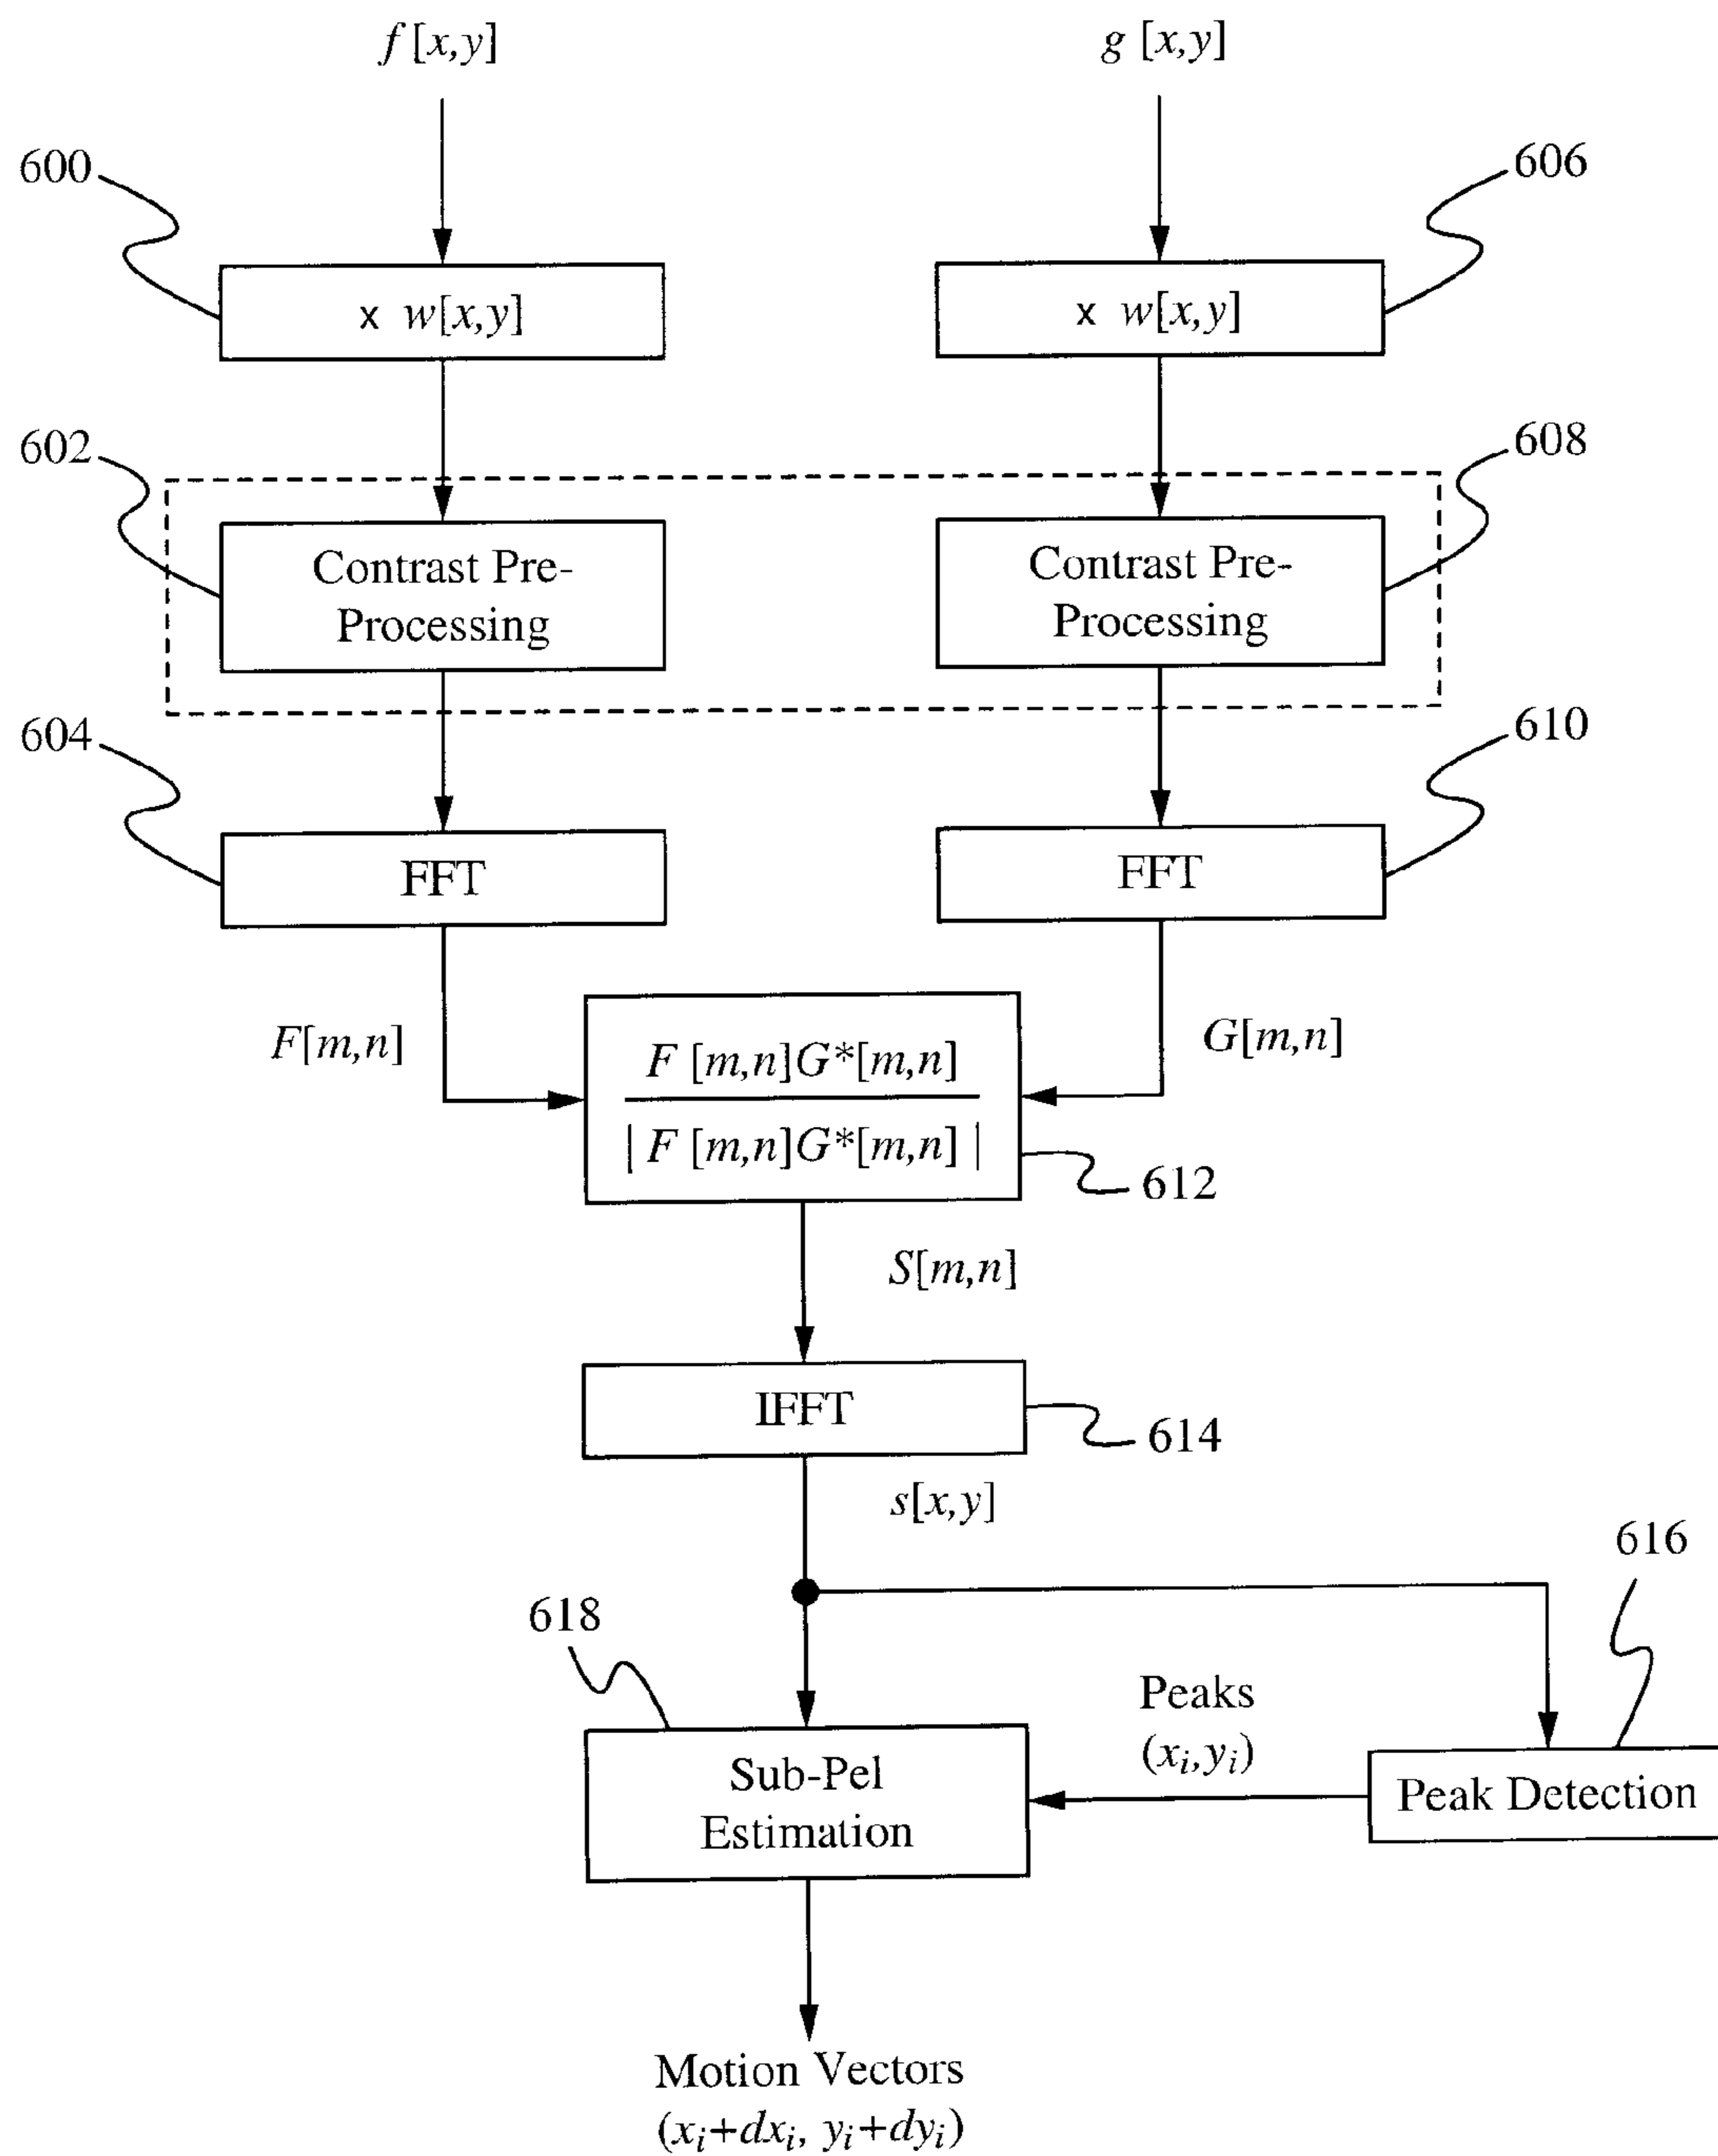 f [x,y]
g [x,y]
600
606
x w[x,y]
x w[x,y]
602
608
Contrast Pre-
Processing
Contrast Pre-
Processing
604
610
FFT
FFT
F[m,n]
G[m,n]
F [m,n]G*[m,n]
| F [m,n]G*[m,n] |
612
S[m,n]
IFFT
614
s[x,y]
616
618
Peaks
(xᵢ,yᵢ)
Sub-Pel
Estimation
Peak Detection
Motion Vectors
(xᵢ+dxᵢ, yᵢ+dyᵢ)